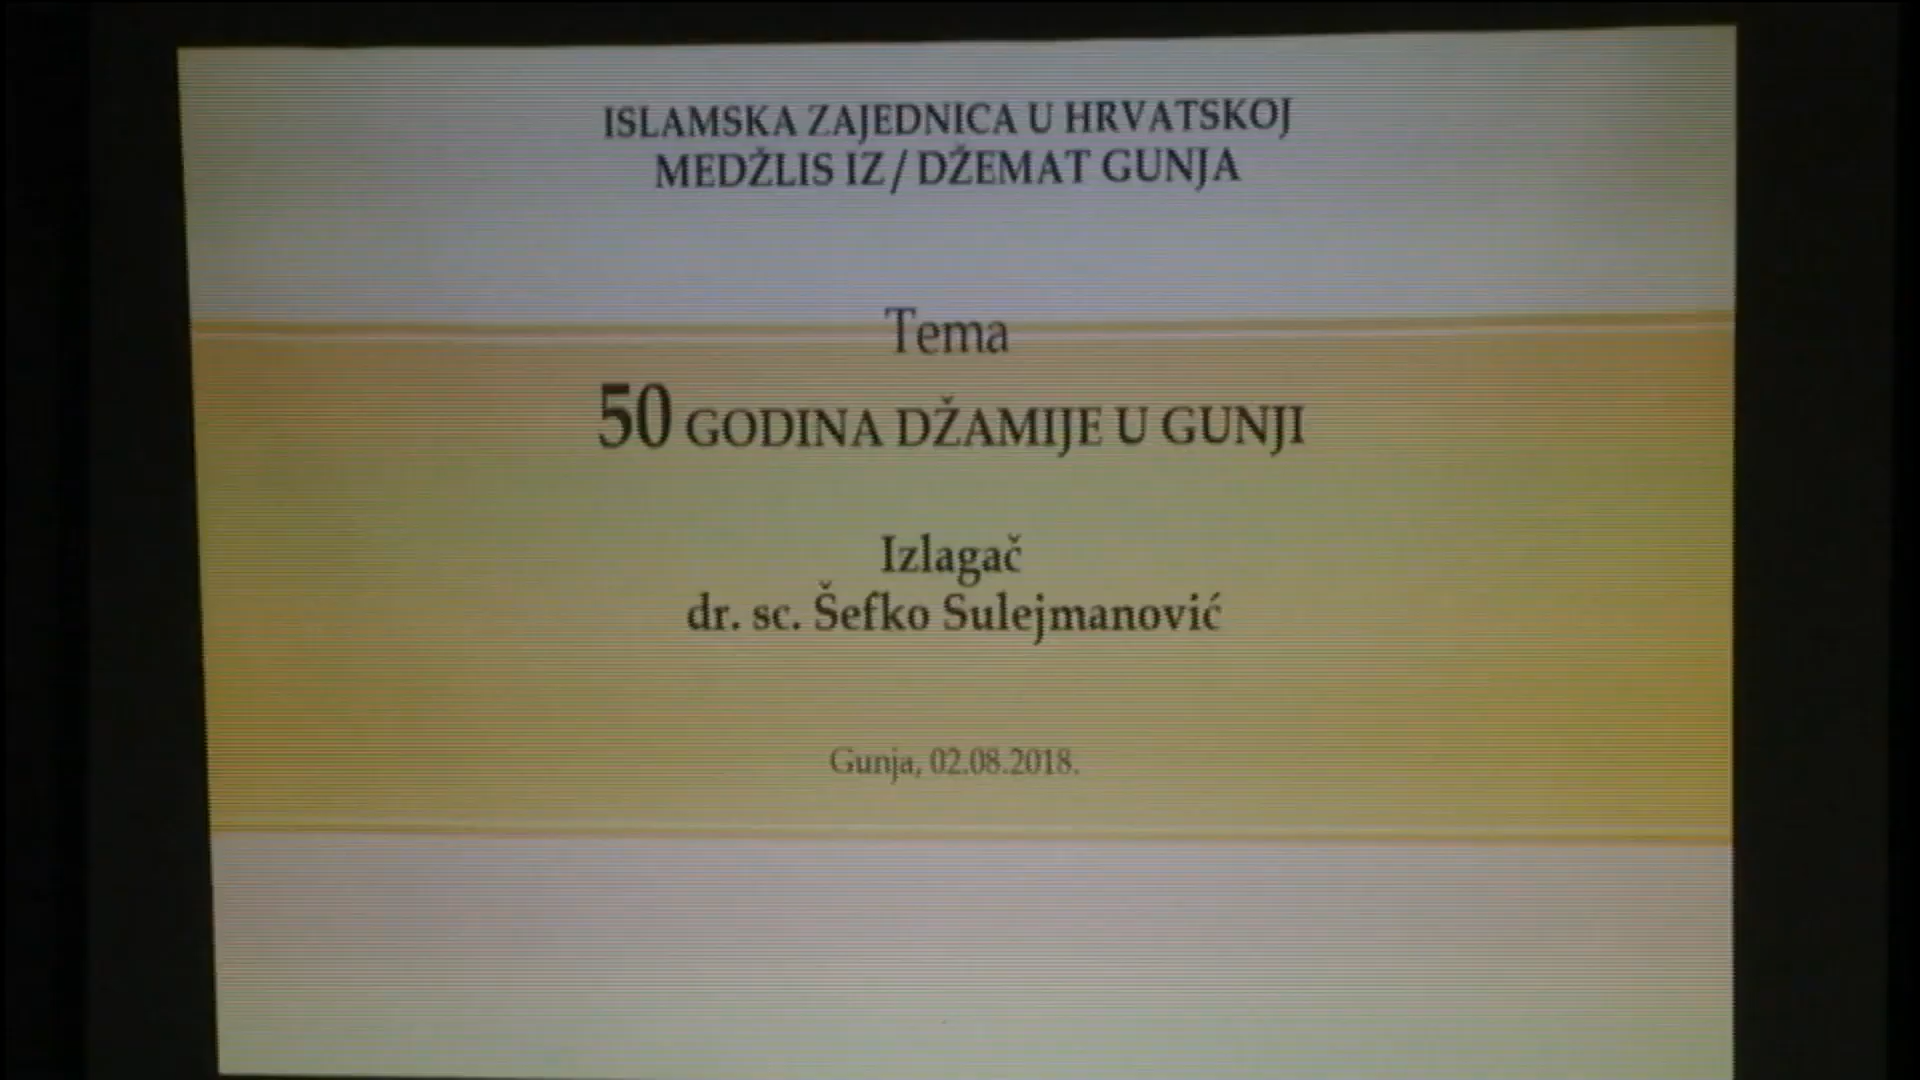 ISLAMSKA ZAJEDNICA U HRVATSKOJ
MEDŽLIS IZ / DŽEMAT GUNJA
Tema
50 GODINA DŽAMIJE U GUNJI
Izlagač
dr. sc. Šefko Sulejmanović
Gunja, 02.08.2018.